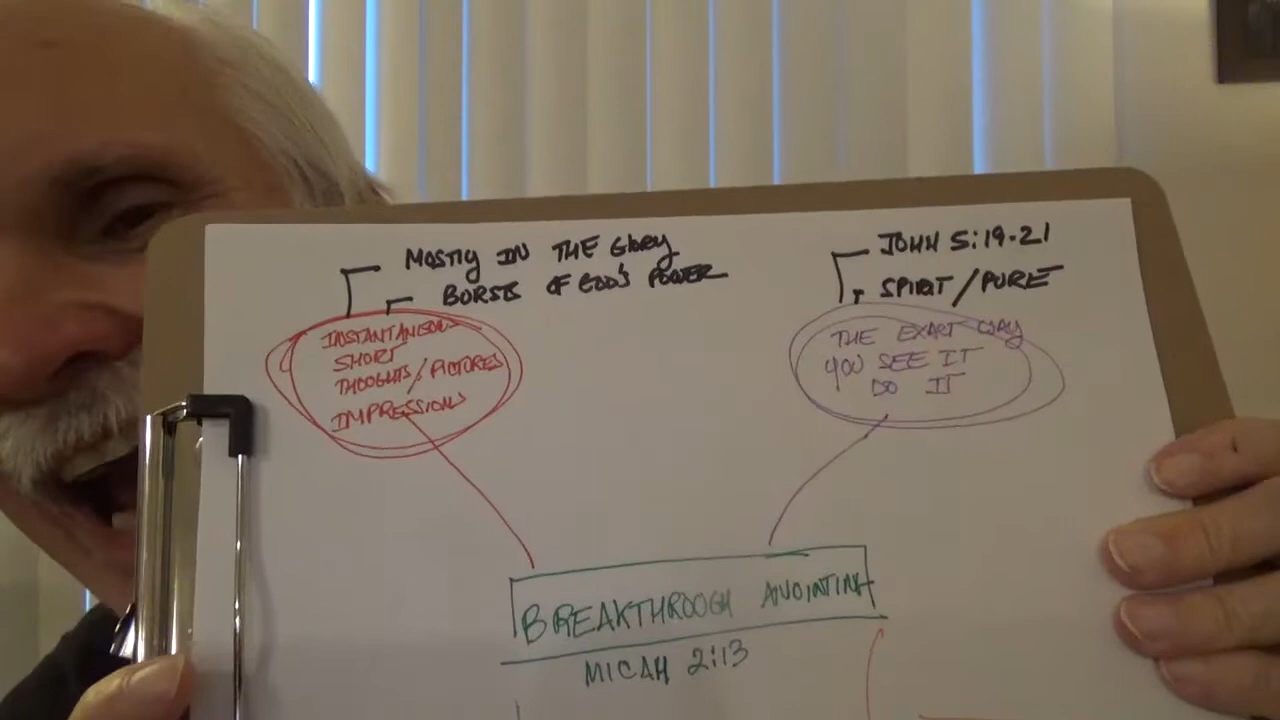 MOSTLY IN THE GLORY
BURSTS OF GOD'S POWER
INSTANTANEOUS
SHORT
THOUGHTS/PICTURES
IMPRESSIONS
JOHN 5:19-21
SPIRIT/PURE
THE EXACT WAY
YOU SEE IT
DO IT
BREAKTHROUGH ANOINTING
MICAH 2:13